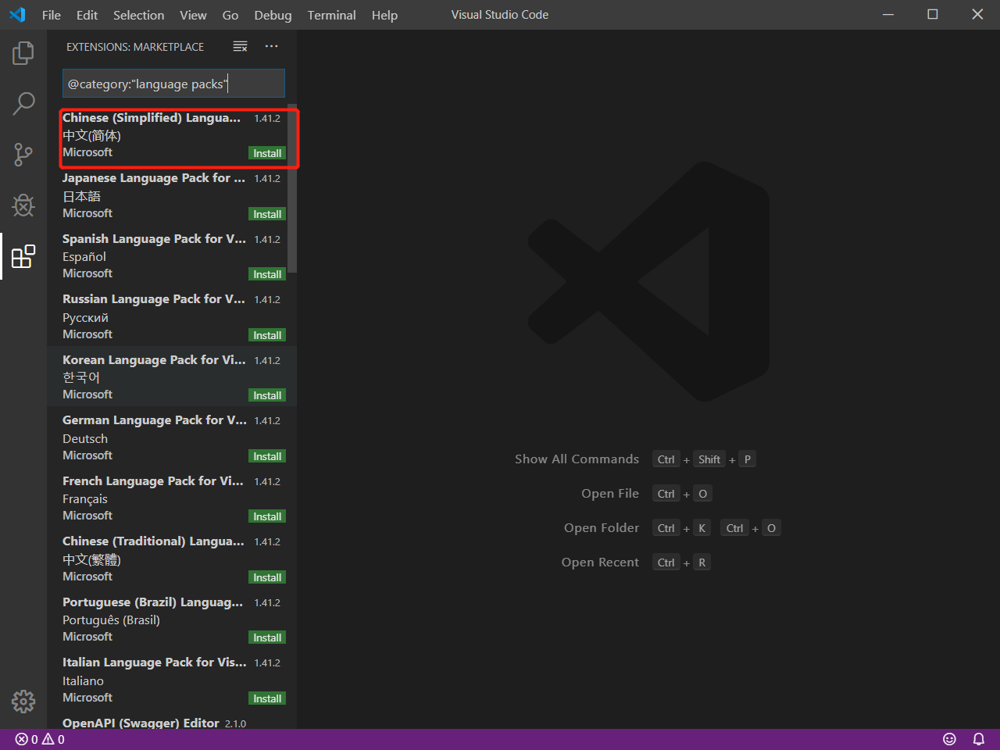 File Edit Selection View Go Debug Terminal Help Visual Studio Code
EXTENSIONS: MARKETPLACE
@category:"language packs"
Chinese (Simplified) Langua... 1.41.2
中文(简体)
Microsoft Install
Japanese Language Pack for ... 1.41.2
日本語
Microsoft Install
Spanish Language Pack for V... 1.41.2
Español
Microsoft Install
Russian Language Pack for V... 1.41.2
Русский
Microsoft Install
Korean Language Pack for Vi... 1.41.2
한국어
Microsoft Install
German Language Pack for V... 1.41.2
Deutsch
Microsoft Install
French Language Pack for Vi... 1.41.2
Français
Microsoft Install
Chinese (Traditional) Langua... 1.41.2
中文(繁體)
Microsoft Install
Portuguese (Brazil) Languag... 1.41.2
Português (Brasil)
Microsoft Install
Italian Language Pack for Vis... 1.41.2
Italiano
Microsoft Install
OpenAPI (Swagger) Editor 2.1.0
Show All Commands Ctrl + Shift + P
Open File Ctrl + O
Open Folder Ctrl + K Ctrl + O
Open Recent Ctrl + R
0 0